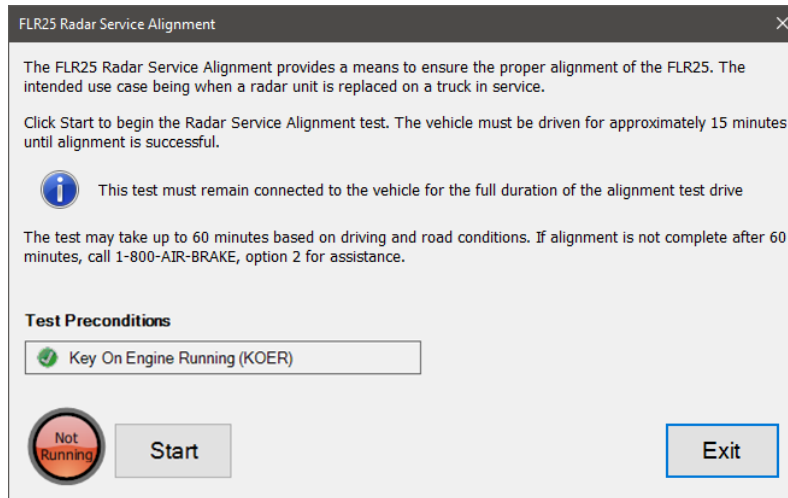 FLR25 Radar Service Alignment
The FLR25 Radar Service Alignment provides a means to ensure the proper alignment of the FLR25. The
intended use case being when a radar unit is replaced on a truck in service.
Click Start to begin the Radar Service Alignment test. The vehicle must be driven for approximately 15 minutes
until alignment is successful.
This test must remain connected to the vehicle for the full duration of the alignment test drive
The test may take up to 60 minutes based on driving and road conditions. If alignment is not complete after 60
minutes, call 1-800-AIR-BRAKE, option 2 for assistance.
Test Preconditions
Key On Engine Running (KOER)
Not
Running
Start
Exit